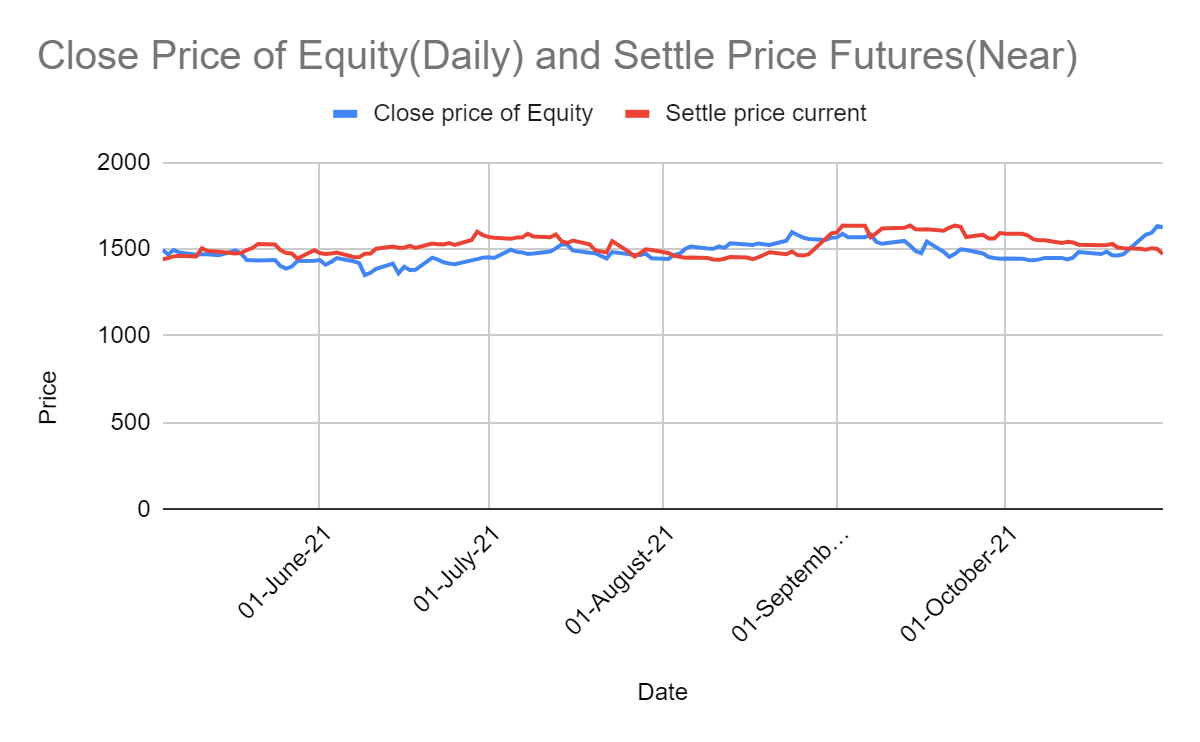 Close Price of Equity(Daily) and Settle Price Futures(Near)
Close price of Equity
Settle price current
2000
1500
1000
500
0
Price
01-June-21
01-July-21
01-August-21
01-Septemb…
01-October-21
Date